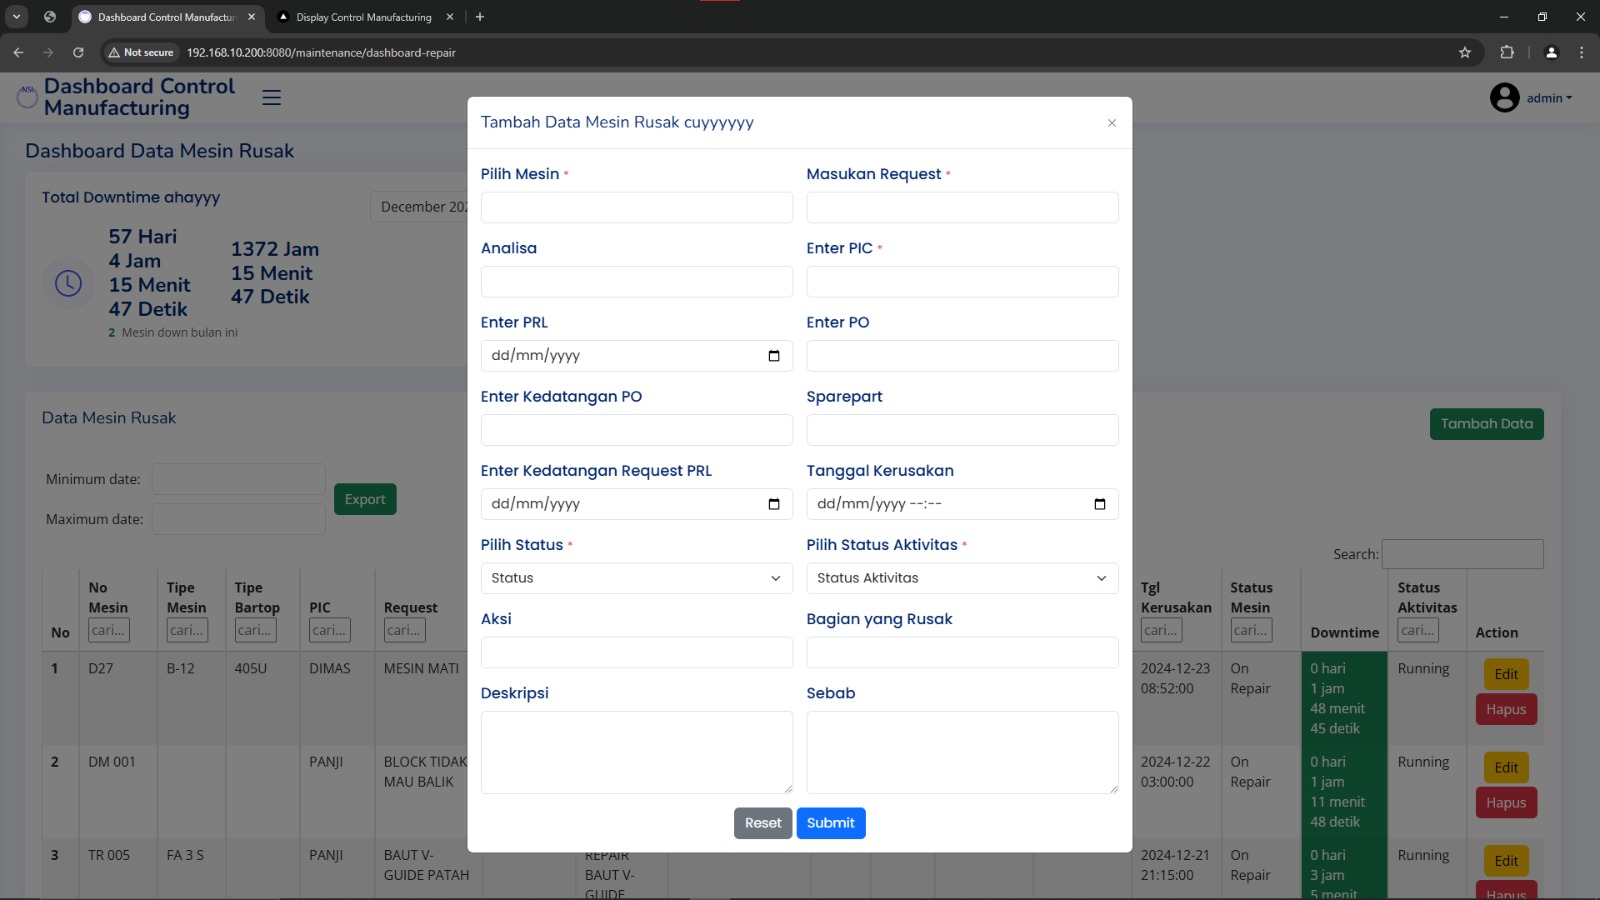 Dashboard Control Manufactur
Display Control Manufacturing
Not secure
192.168.10.200:8080/maintenance/dashboard-repair
NSI
Dashboard Control
Manufacturing
admin
Dashboard Data Mesin Rusak
Total Downtime ahayyy
December 202
57 Hari
4 Jam
15 Menit
47 Detik
1372 Jam
15 Menit
47 Detik
2 Mesin down bulan ini
Data Mesin Rusak
Tambah Data
Minimum date:
Maximum date:
Export
Search:
Tambah Data Mesin Rusak cuyyyyyy
Pilih Mesin *
Masukan Request *
Analisa
Enter PIC *
Enter PRL
dd/mm/yyyy
Enter PO
Enter Kedatangan PO
Sparepart
Enter Kedatangan Request PRL
dd/mm/yyyy
Tanggal Kerusakan
dd/mm/yyyy --:--
Pilih Status *
Status
Pilih Status Aktivitas *
Status Aktivitas
Aksi
Bagian yang Rusak
Deskripsi
Sebab
Reset
Submit
No
No
Mesin
cari...
Tipe
Mesin
cari...
Tipe
Bartop
cari...
PIC
cari...
Request
cari...
Tgl
Kerusakan
cari...
Status
Mesin
cari...
Downtime
Status
Aktivitas
cari...
Action
1
D27
B-12
405U
DIMAS
MESIN MATI
2024-12-23
08:52:00
On
Repair
0 hari
1 jam
48 menit
45 detik
Running
Edit
Hapus
2
DM 001
PANJI
BLOCK TIDAK
MAU BALIK
2024-12-22
03:00:00
On
Repair
0 hari
1 jam
11 menit
48 detik
Running
Edit
Hapus
3
TR 005
FA 3 S
PANJI
BAUT V-
GUIDE PATAH
REPAIR
BAUT V-
GUIDE
2024-12-21
21:15:00
On
Repair
0 hari
3 jam
5 menit
Running
Edit
Hapus